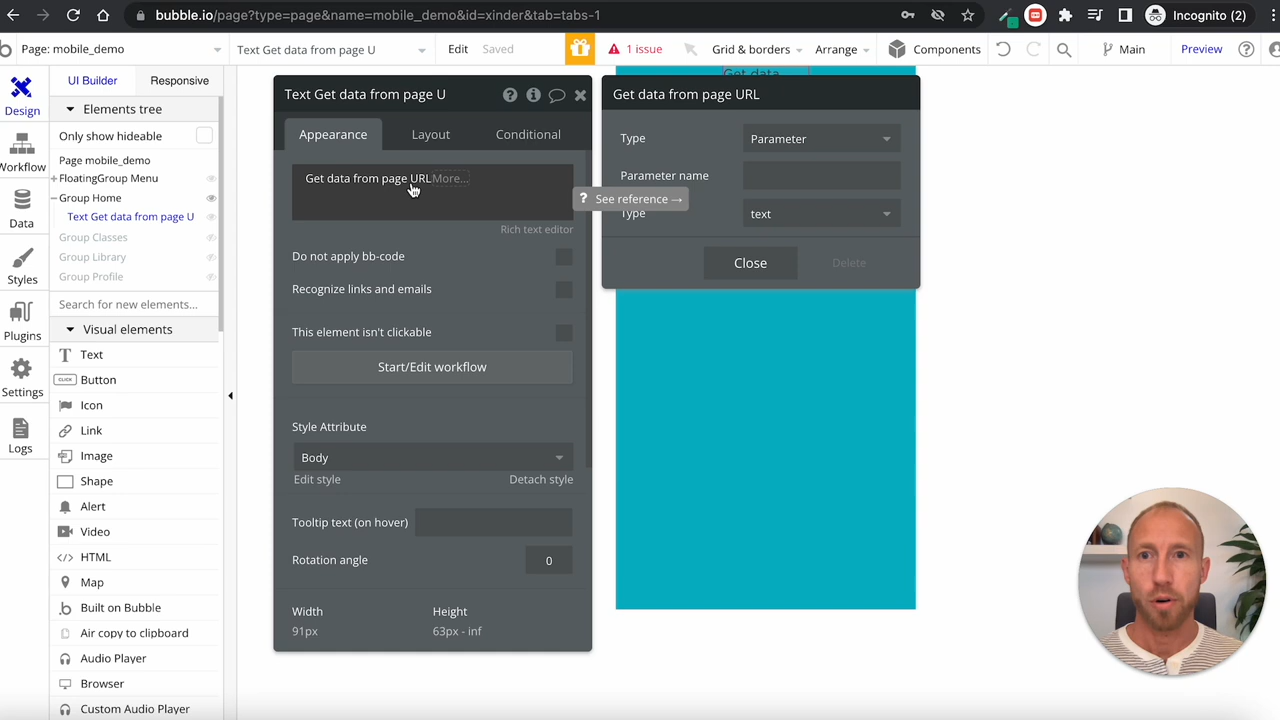 bubble.io/page?type=page&name=mobile_demo&id=xinder&tab=tabs-1
Incognito (2)
Page: mobile_demo
Text Get data from page U
Edit
Saved
1 issue
Grid & borders
Arrange
Components
Main
Preview
Design
Workflow
Data
Styles
Plugins
Settings
Logs
UI Builder
Responsive
Elements tree
Only show hideable
Page mobile_demo
FloatingGroup Menu
Group Home
Text Get data from page U
Group Classes
Group Library
Group Profile
Search for new elements...
Visual elements
Text
CLICK
Button
Icon
Link
Image
Shape
Alert
Video
HTML
Map
Built on Bubble
Air copy to clipboard
Audio Player
Browser
Custom Audio Player
Text Get data from page U
Appearance
Layout
Conditional
Get data from page URL More...
Rich text editor
Do not apply bb-code
Recognize links and emails
This element isn't clickable
Start/Edit workflow
Style Attribute
Body
Edit style
Detach style
Tooltip text (on hover)
Rotation angle
0
Width
Height
91px
63px - inf
Get data
Get data from page URL
Type
Parameter
Parameter name
? See reference →
Type
text
Close
Delete